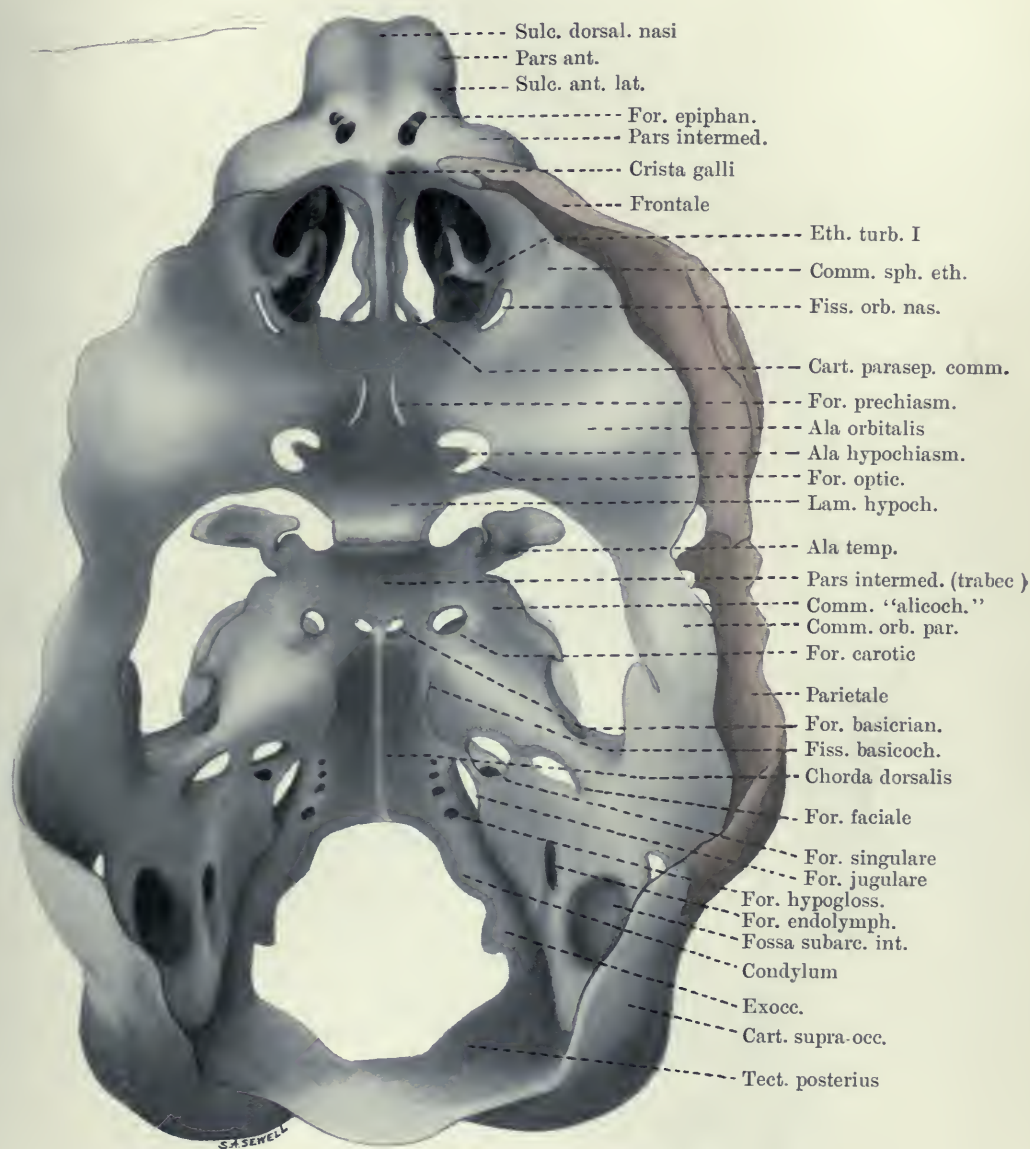 Sulc. dorsal. nasi
Pars ant.
Sulc. ant. lat.
For. epiphan.
Pars intermed.
Crista galli
Frontale
Eth. turb. I
Comm. sph. eth.
Fiss. orb. nas.
Cart. parasep. comm.
For. prechiasm.
Ala orbitalis
Ala hypochiasm.
For. optic.
Lam. hypoch.
Ala temp.
Pars intermed. (trabec )
Comm. "alicoch."
Comm. orb. par.
For. carotic
Parietale
For. basicrian.
Fiss. basicoch.
Chorda dorsalis
For. faciale
For. singulare
For. jugulare
For. hypogloss.
For. endolymph.
Fossa subarc. int.
Condylum
Exocc.
Cart. supra-occ.
Tect. posterius
S.A. SEWELL